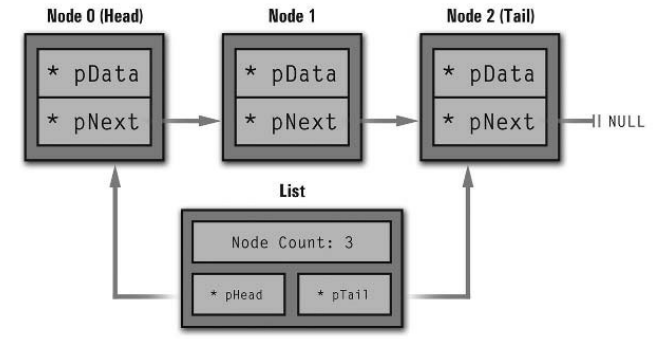 Node 0 (Head) Node 1 Node 2 (Tail)
* pData * pData * pData
* pNext * pNext * pNext NULL
List
Node Count: 3
* pHead * pTail